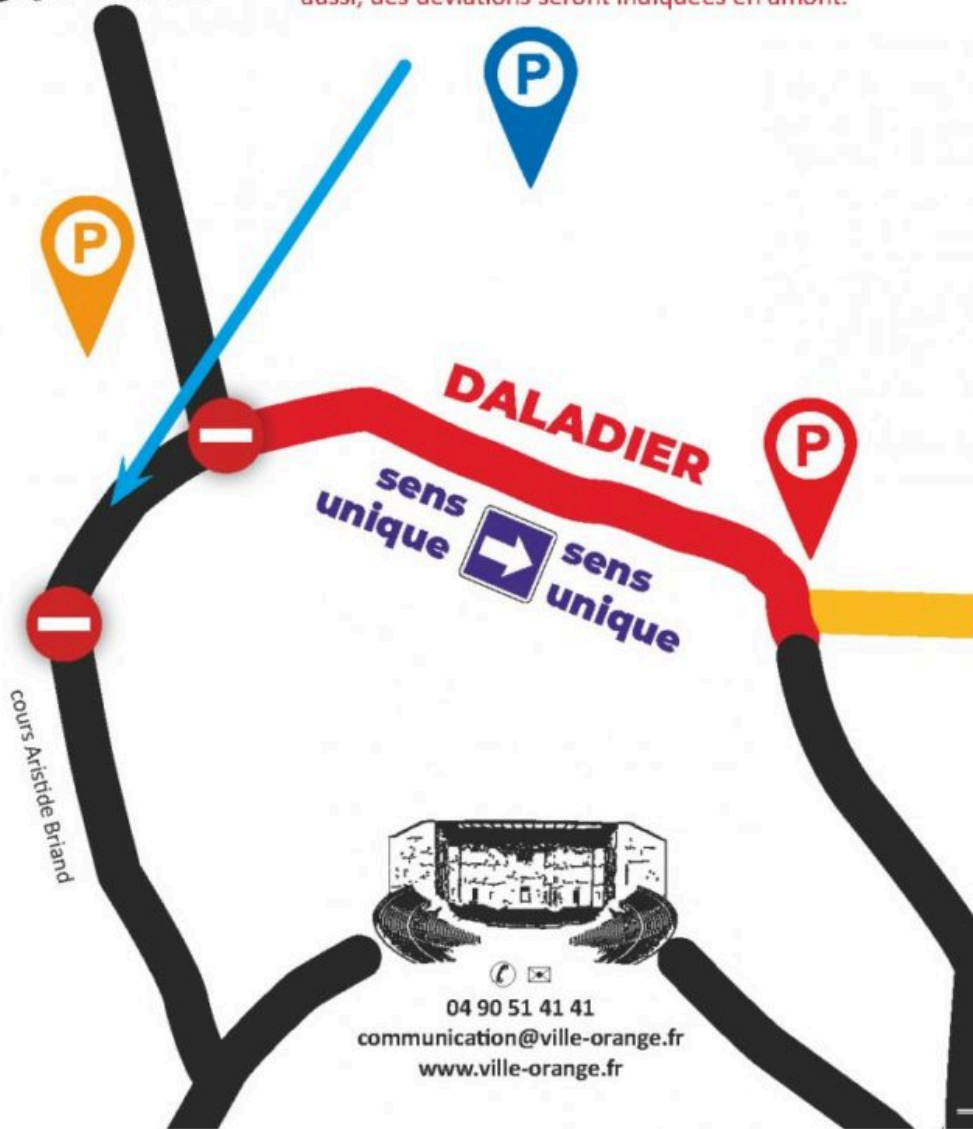 aussi, des déviations seront indiquées en amont.
P
P
DALADIER
P
sens
unique
sens
unique
cours Aristide Briand
04 90 51 41 41
communication@ville-orange.fr
www.ville-orange.fr